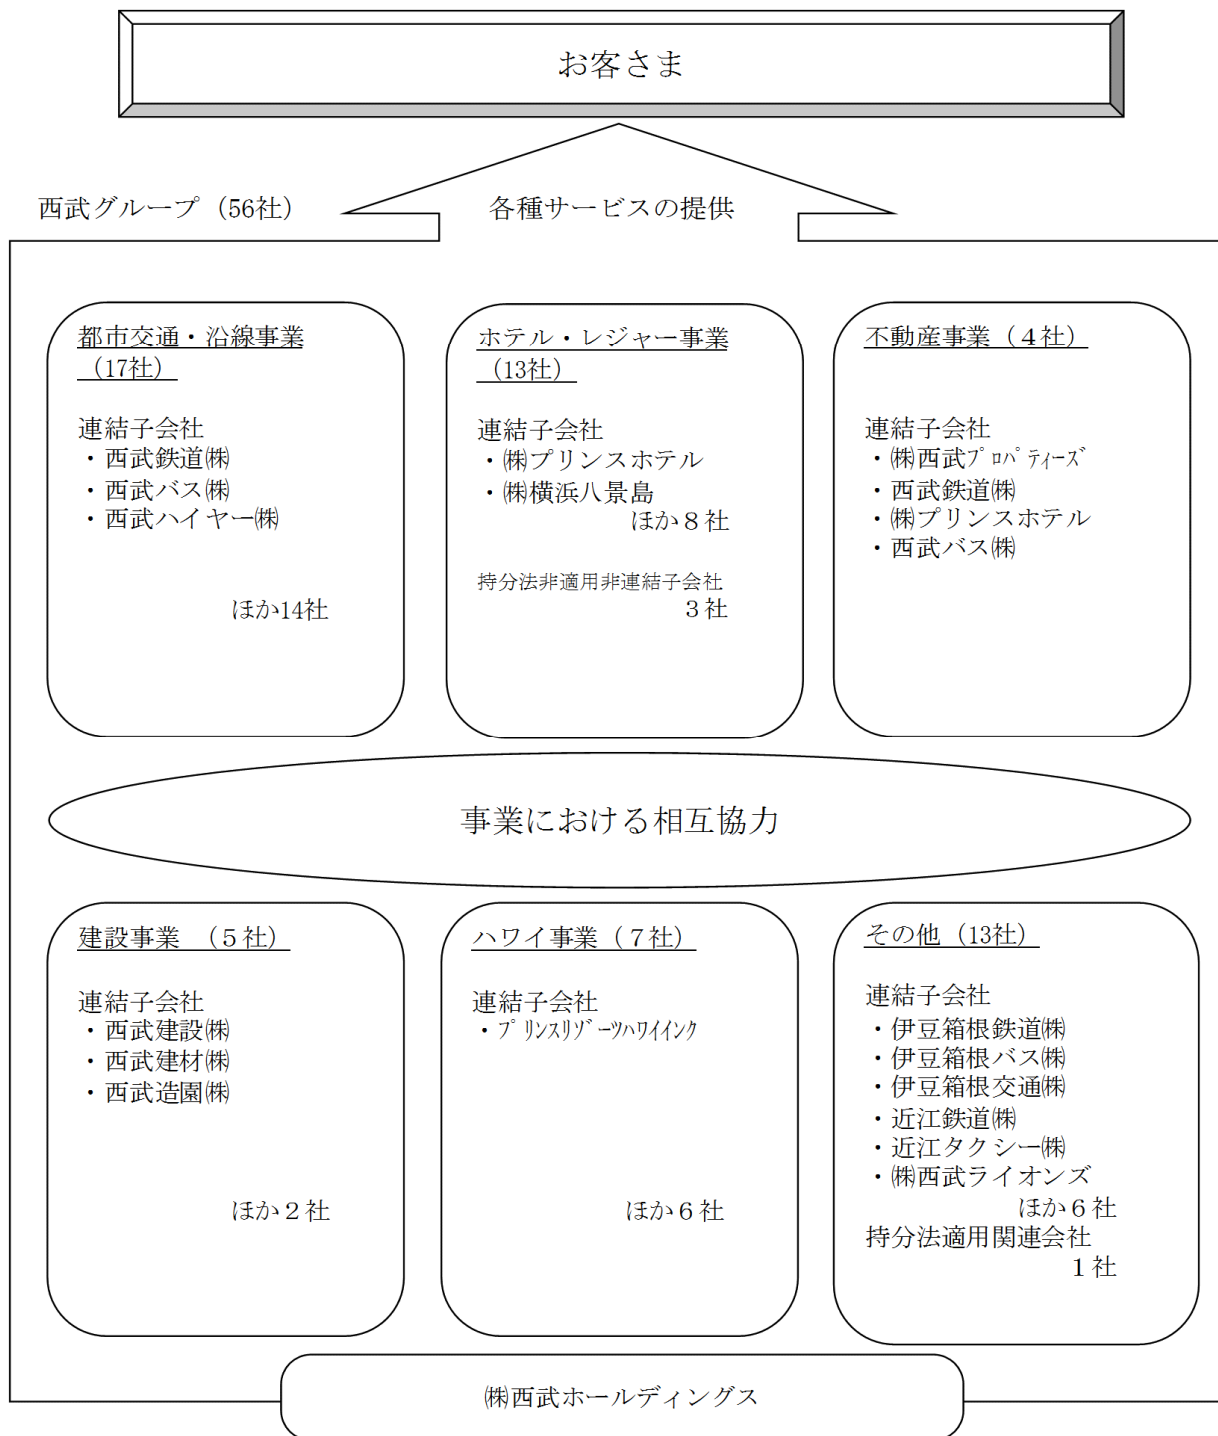 お客さま
西武グループ（56社）
各種サービスの提供
都市交通・沿線事業
（17社）
連結子会社
・西武鉄道㈱
・西武バス㈱
・西武ハイヤー㈱
ほか14社
ホテル・レジャー事業
（13社）
連結子会社
・㈱プリンスホテル
・㈱横浜八景島
ほか８社
持分法非適用非連結子会社
３社
不動産事業（４社）
連結子会社
・㈱西武ﾌﾟﾛﾊﾟﾃｨｰｽﾞ
・西武鉄道㈱
・㈱プリンスホテル
・西武バス㈱
事業における相互協力
建設事業　（５社）
連結子会社
・西武建設㈱
・西武建材㈱
・西武造園㈱
ほか２社
ハワイ事業（７社）
連結子会社
・ﾌﾟﾘﾝｽﾘｿﾞｰﾂﾊﾜｲｲﾝｸ
ほか６社
その他（13社）
連結子会社
・伊豆箱根鉄道㈱
・伊豆箱根バス㈱
・伊豆箱根交通㈱
・近江鉄道㈱
・近江タクシー㈱
・㈱西武ライオンズ
ほか６社
持分法適用関連会社
１社
㈱西武ホールディングス